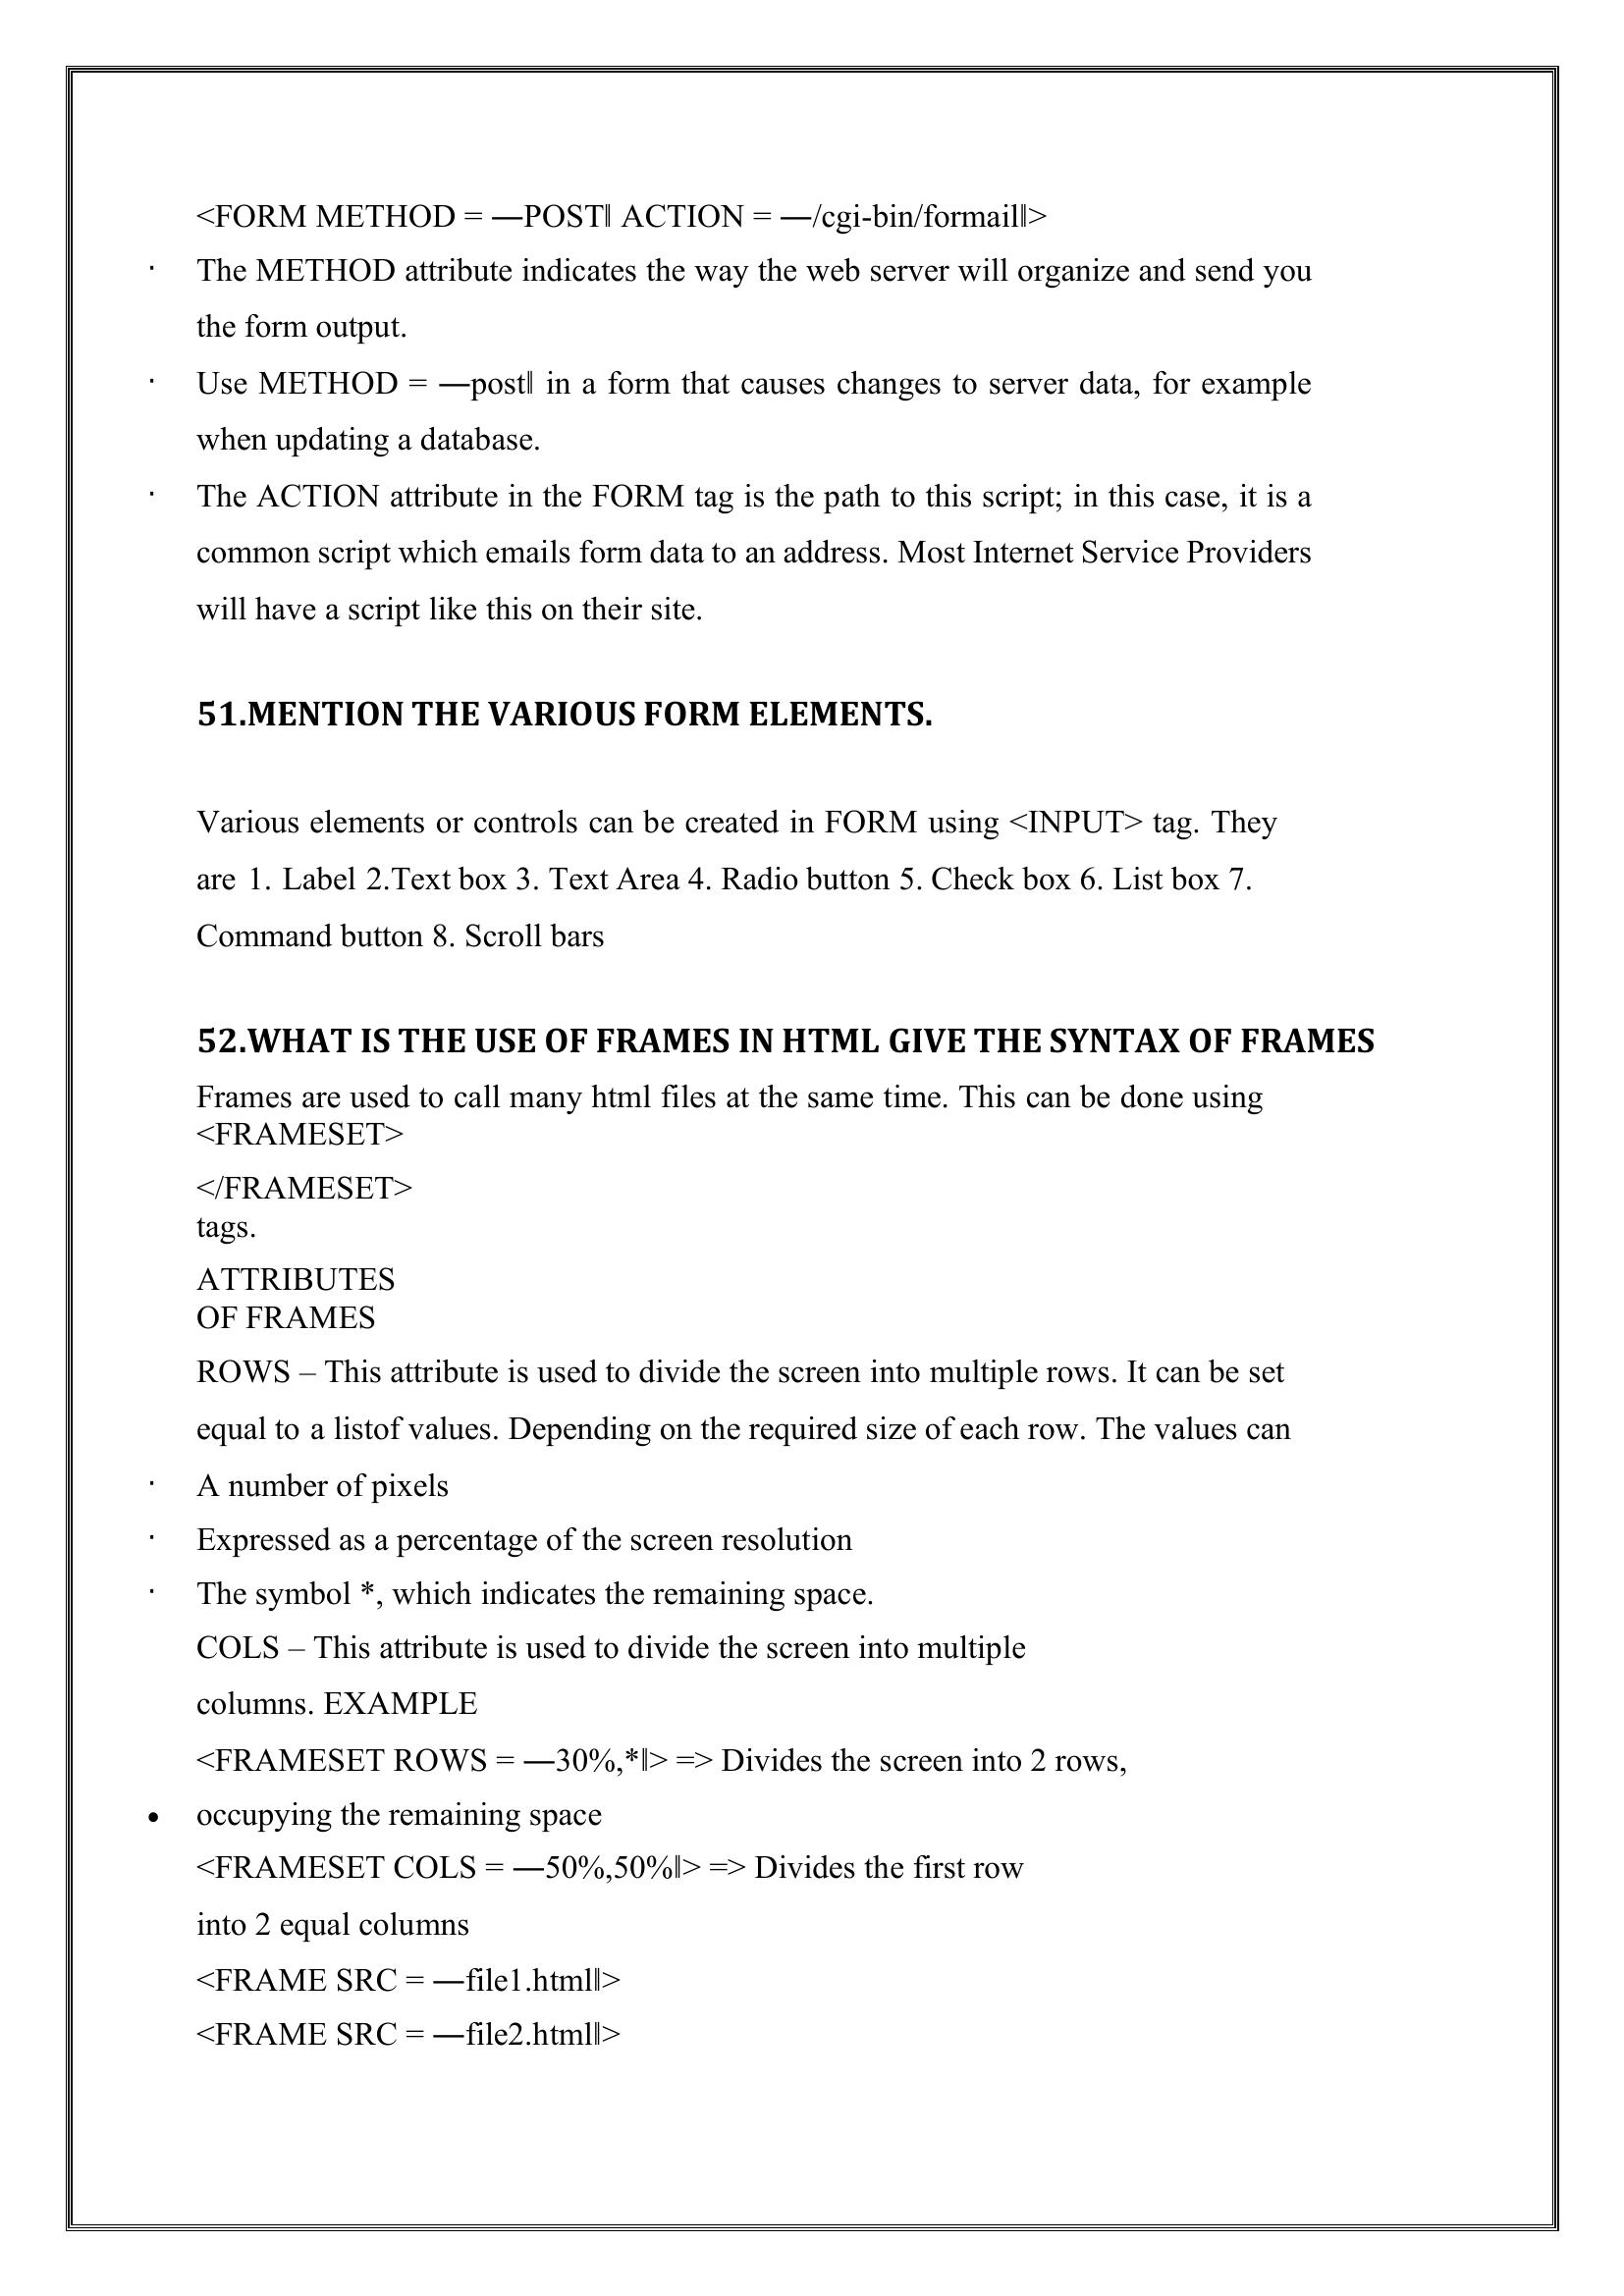 <FORM METHOD = ―POST‖ ACTION = ―/cgi-bin/formail‖>
· The METHOD attribute indicates the way the web server will organize and send you
the form output.
· Use METHOD = ―post‖ in a form that causes changes to server data, for example
when updating a database.
· The ACTION attribute in the FORM tag is the path to this script; in this case, it is a
common script which emails form data to an address. Most Internet Service Providers
will have a script like this on their site.
51.MENTION THE VARIOUS FORM ELEMENTS.
Various elements or controls can be created in FORM using <INPUT> tag. They
are 1. Label 2.Text box 3. Text Area 4. Radio button 5. Check box 6. List box 7.
Command button 8. Scroll bars
52.WHAT IS THE USE OF FRAMES IN HTML GIVE THE SYNTAX OF FRAMES
Frames are used to call many html files at the same time. This can be done using
<FRAMESET>
</FRAMESET>
tags.
ATTRIBUTES
OF FRAMES
ROWS – This attribute is used to divide the screen into multiple rows. It can be set
equal to a listof values. Depending on the required size of each row. The values can
· A number of pixels
· Expressed as a percentage of the screen resolution
· The symbol *, which indicates the remaining space.
COLS – This attribute is used to divide the screen into multiple
columns. EXAMPLE
<FRAMESET ROWS = ―30%,*‖> => Divides the screen into 2 rows,
• occupying the remaining space
<FRAMESET COLS = ―50%,50%‖> => Divides the first row
into 2 equal columns
<FRAME SRC = ―file1.html‖>
<FRAME SRC = ―file2.html‖>